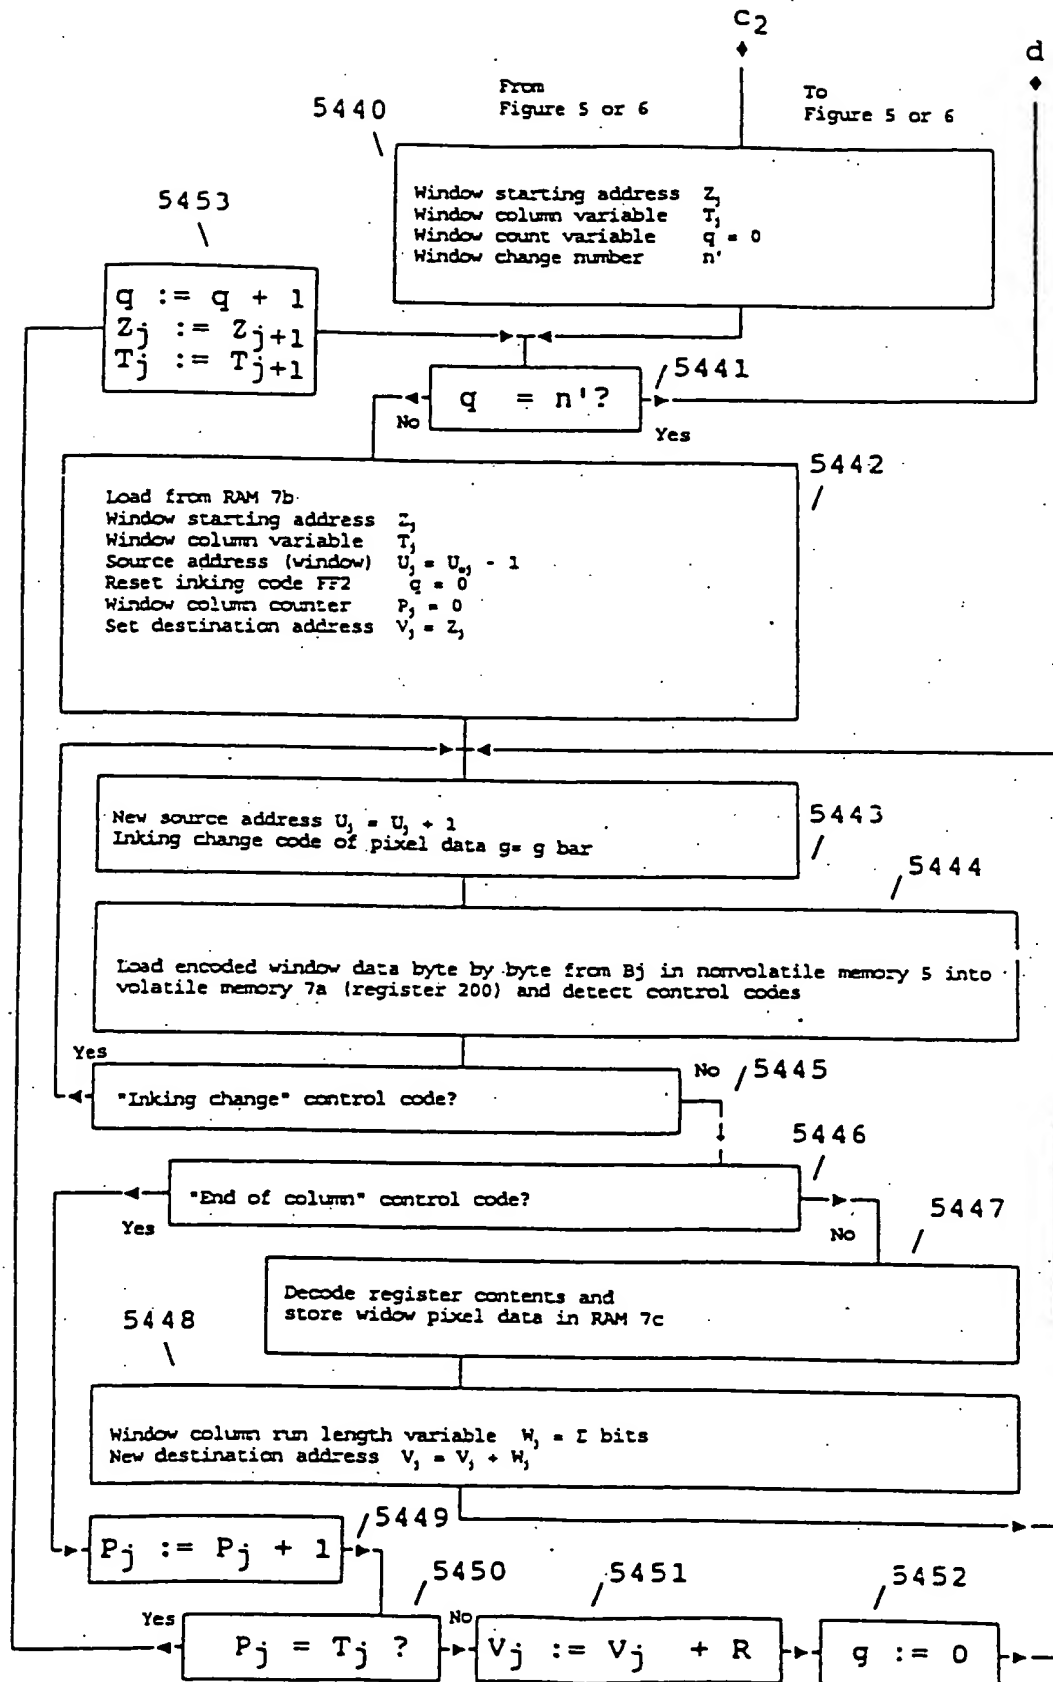 c2
d
From
Figure 5 or 6
To
Figure 5 or 6
5440
Window starting address Zj
Window column variable Tj
Window count variable q = 0
Window change number n'
5453
q := q + 1
Zj := Zj+1
Tj := Tj+1
q = n'?
5441
No
Yes
5442
Load from RAM 7b
Window starting address Zj
Window column variable Tj
Source address (window) Uj = Uoj - 1
Reset inking code FF2 g = 0
Window column counter Pj = 0
Set destination address Vj = Zj
5443
New source address Uj = Uj + 1
Inking change code of pixel data g= g bar
5444
Load encoded window data byte by byte from Bj in nonvolatile memory 5 into
volatile memory 7a (register 200) and detect control codes
Yes
"Inking change" control code?
No
5445
5446
"End of column" control code?
Yes
No
5447
Decode register contents and
store widow pixel data in RAM 7c
5448
Window column run length variable Wj = Σ bits
New destination address Vj = Vj + Wj
Pj := Pj + 1
5449
5450
5451
5452
Yes
Pj = Tj ?
No
Vj := Vj + R
g := 0